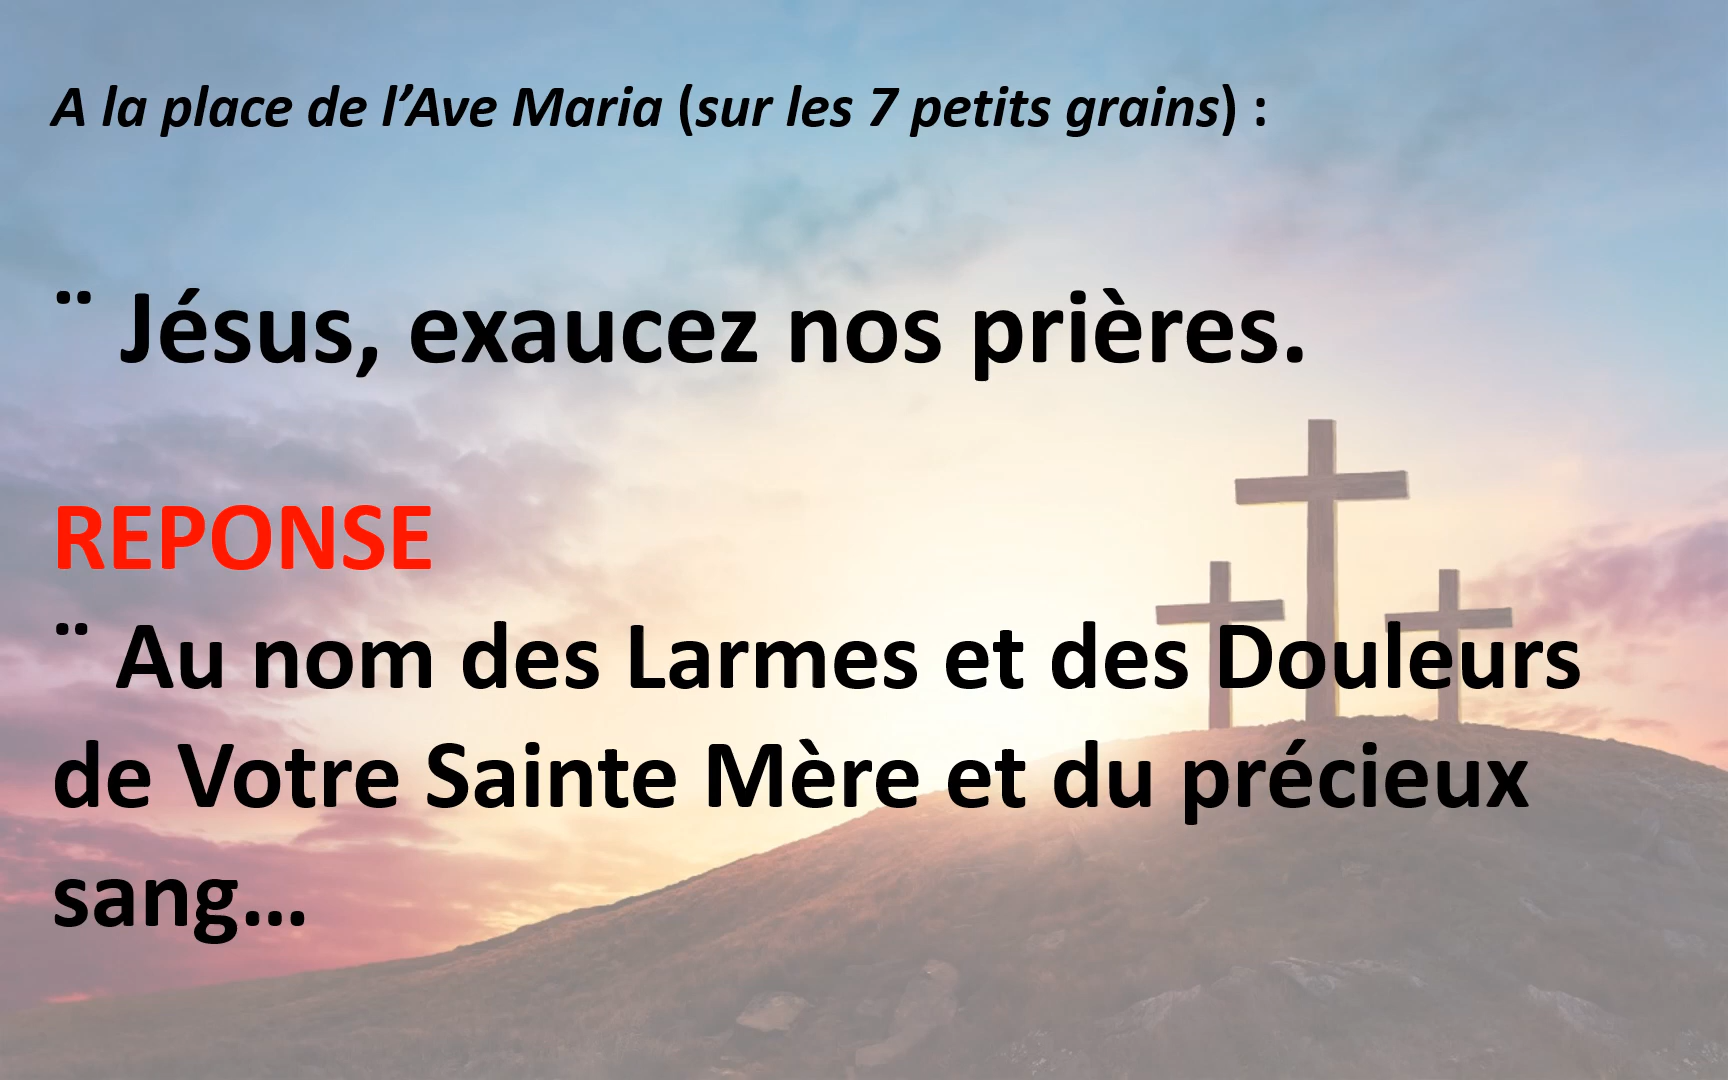 A la place de l’Ave Maria (sur les 7 petits grains) :
¨ Jésus, exaucez nos prières.
REPONSE
¨ Au nom des Larmes et des Douleurs
de Votre Sainte Mère et du précieux
sang…